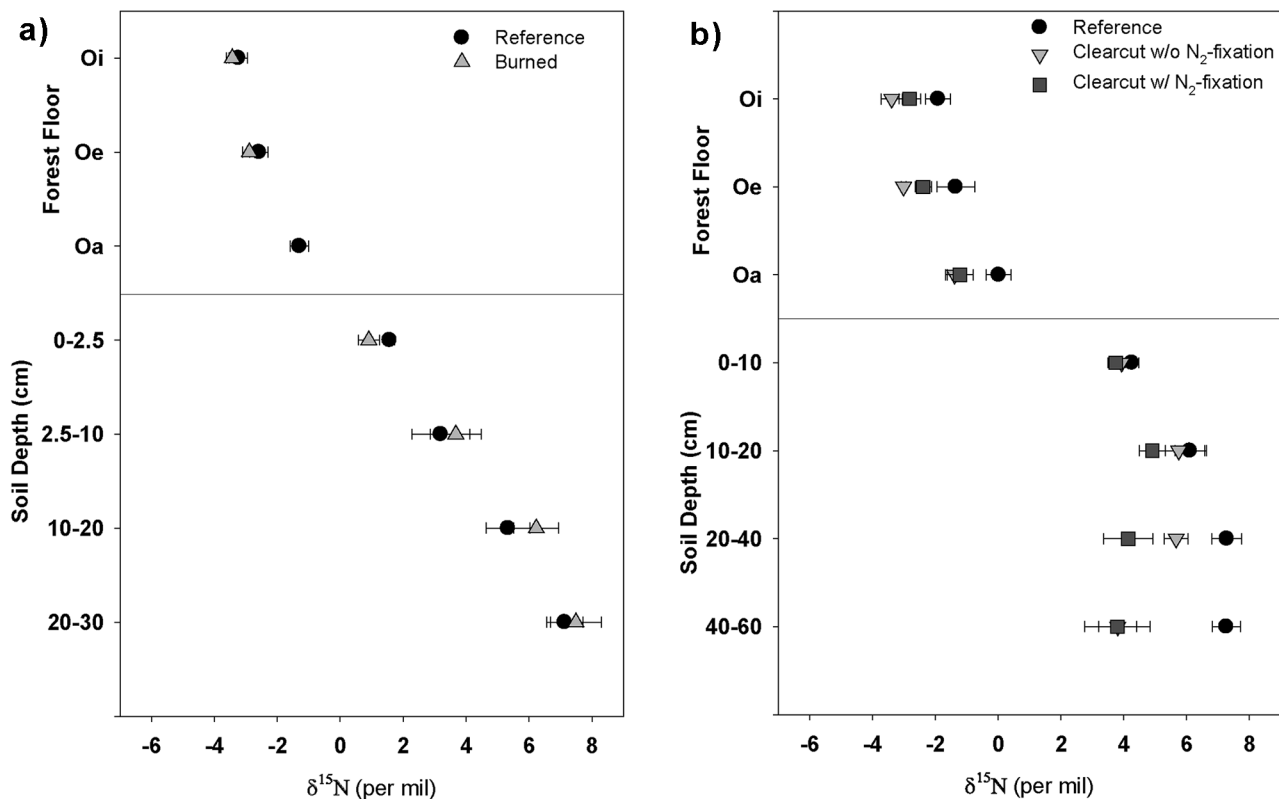 a)
Reference
Burned
Forest Floor
Oi
Oe
Oa
Soil Depth (cm)
0-2.5
2.5-10
10-20
20-30
-6 -4 -2 0 2 4 6 8
δ¹⁵N (per mil)
b)
Reference
Clearcut w/o N₂-fixation
Clearcut w/ N₂-fixation
Forest Floor
Oi
Oe
Oa
Soil Depth (cm)
0-10
10-20
20-40
40-60
-6 -4 -2 0 2 4 6 8
δ¹⁵N (per mil)